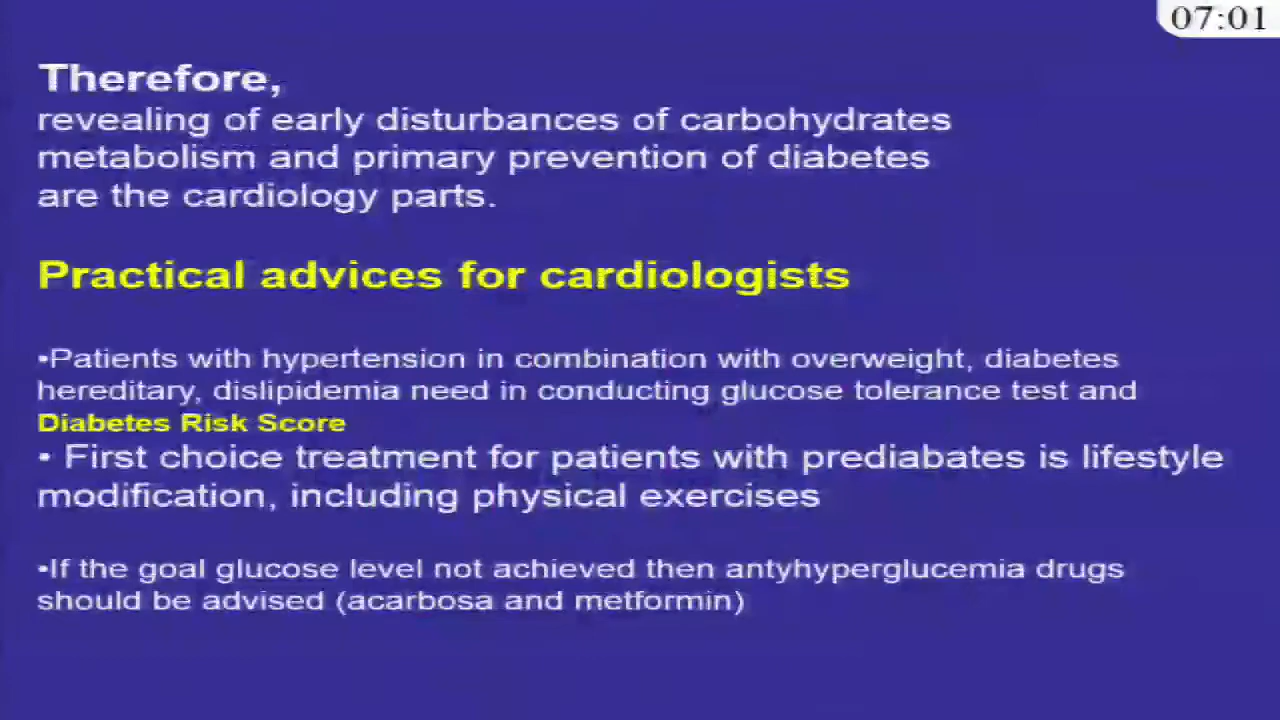 07:01
Therefore,
revealing of early disturbances of carbohydrates
metabolism and primary prevention of diabetes
are the cardiology parts.
Practical advices for cardiologists
•Patients with hypertension in combination with overweight, diabetes
hereditary, dislipidemia need in conducting glucose tolerance test and
Diabetes Risk Score
• First choice treatment for patients with prediabates is lifestyle
modification, including physical exercises
•If the goal glucose level not achieved then antyhyperglucemia drugs
should be advised (acarbosa and metformin)